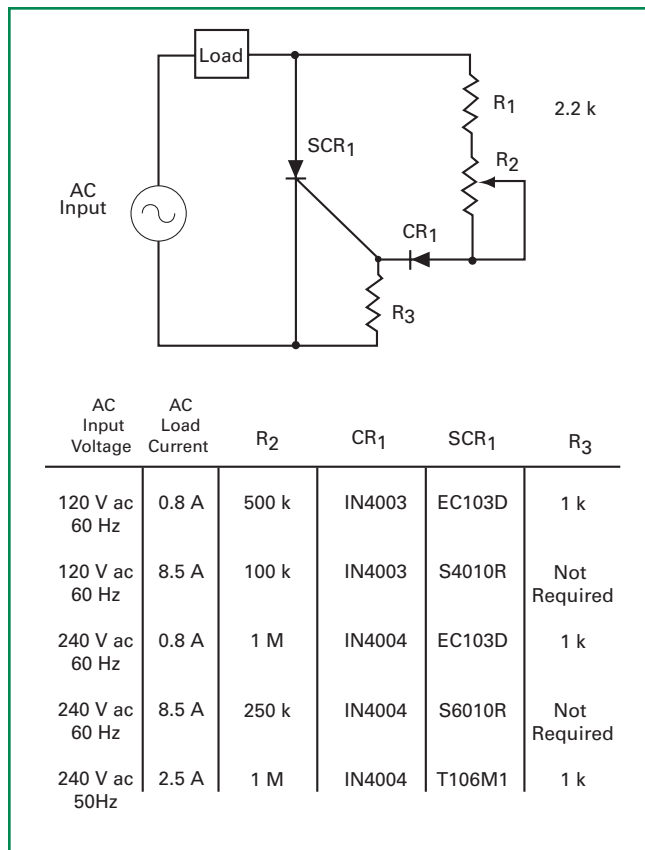 Load
R1
2.2 k
SCR1
R2
AC
Input
CR1
R3
AC
Input
Voltage
AC
Load
Current
R2
CR1
SCR1
R3
120 V ac
60 Hz
0.8 A
500 k
IN4003
EC103D
1 k
120 V ac
60 Hz
8.5 A
100 k
IN4003
S4010R
Not
Required
240 V ac
60 Hz
0.8 A
1 M
IN4004
EC103D
1 k
240 V ac
60 Hz
8.5 A
250 k
IN4004
S6010R
Not
Required
240 V ac
50Hz
2.5 A
1 M
IN4004
T106M1
1 k